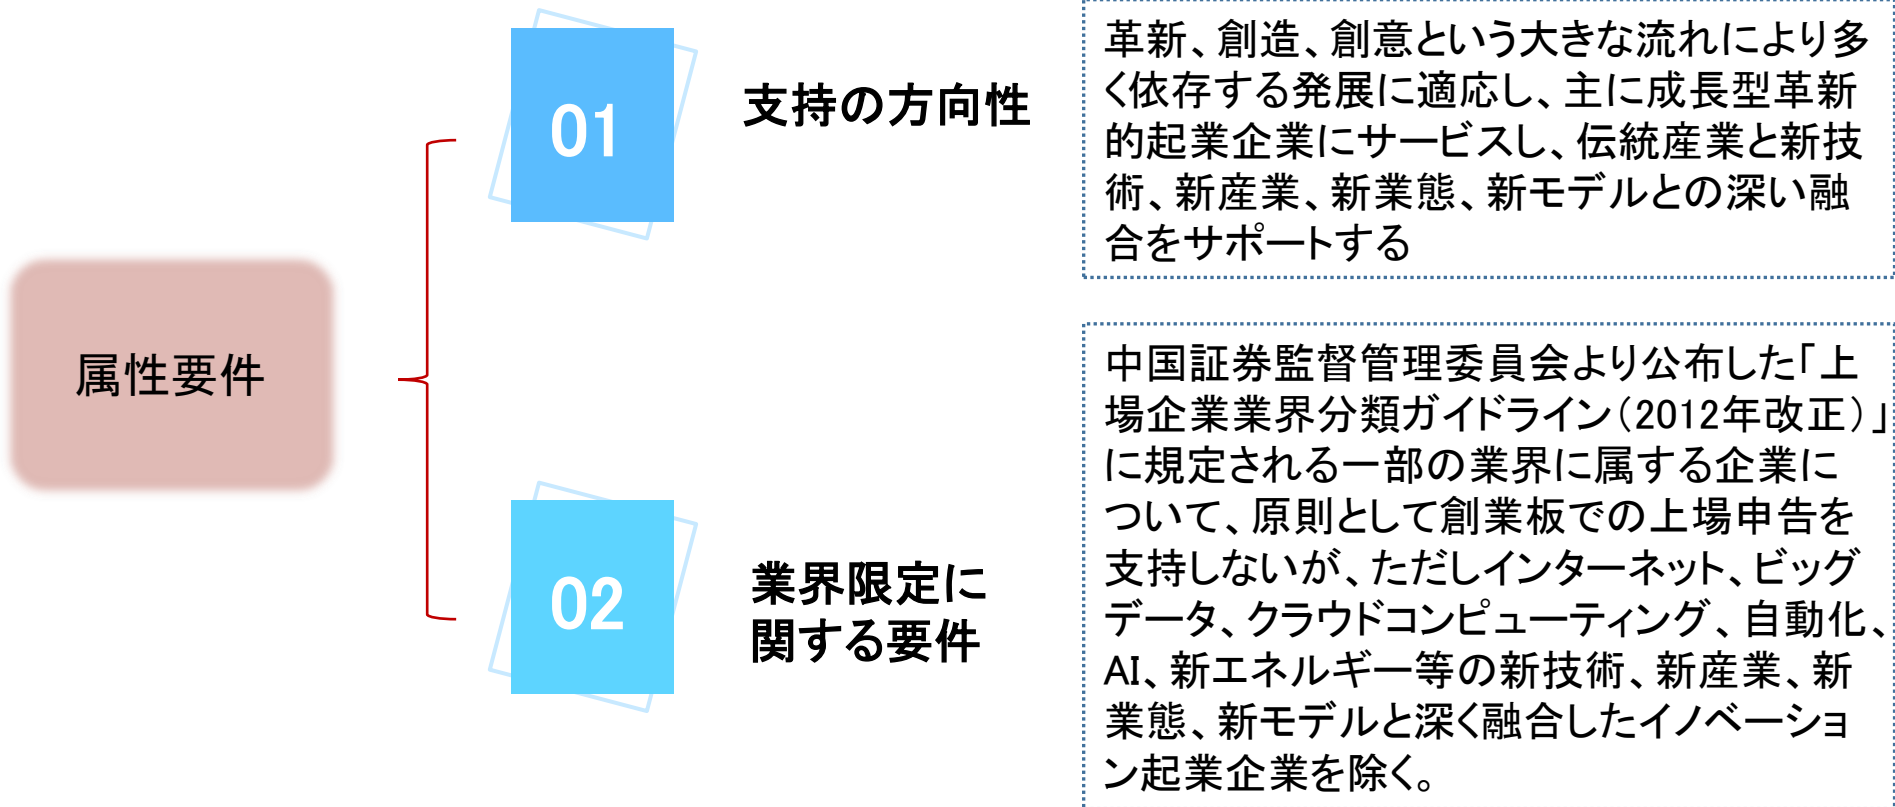 属性要件
01
支持の方向性
革新、創造、創意という大きな流れにより多
く依存する発展に適応し、主に成長型革新
的起業企業にサービスし、伝統産業と新技
術、新産業、新業態、新モデルとの深い融
合をサポートする
02
業界限定に
関する要件
中国証券監督管理委員会より公布した「上
場企業業界分類ガイドライン（2012年改正）」
に規定される一部の業界に属する企業に
ついて、原則として創業板での上場申告を
支持しないが、ただしインターネット、ビッグ
データ、クラウドコンピューティング、自動化、
AI、新エネルギー等の新技術、新産業、新
業態、新モデルと深く融合したイノベーショ
ン起業企業を除く。